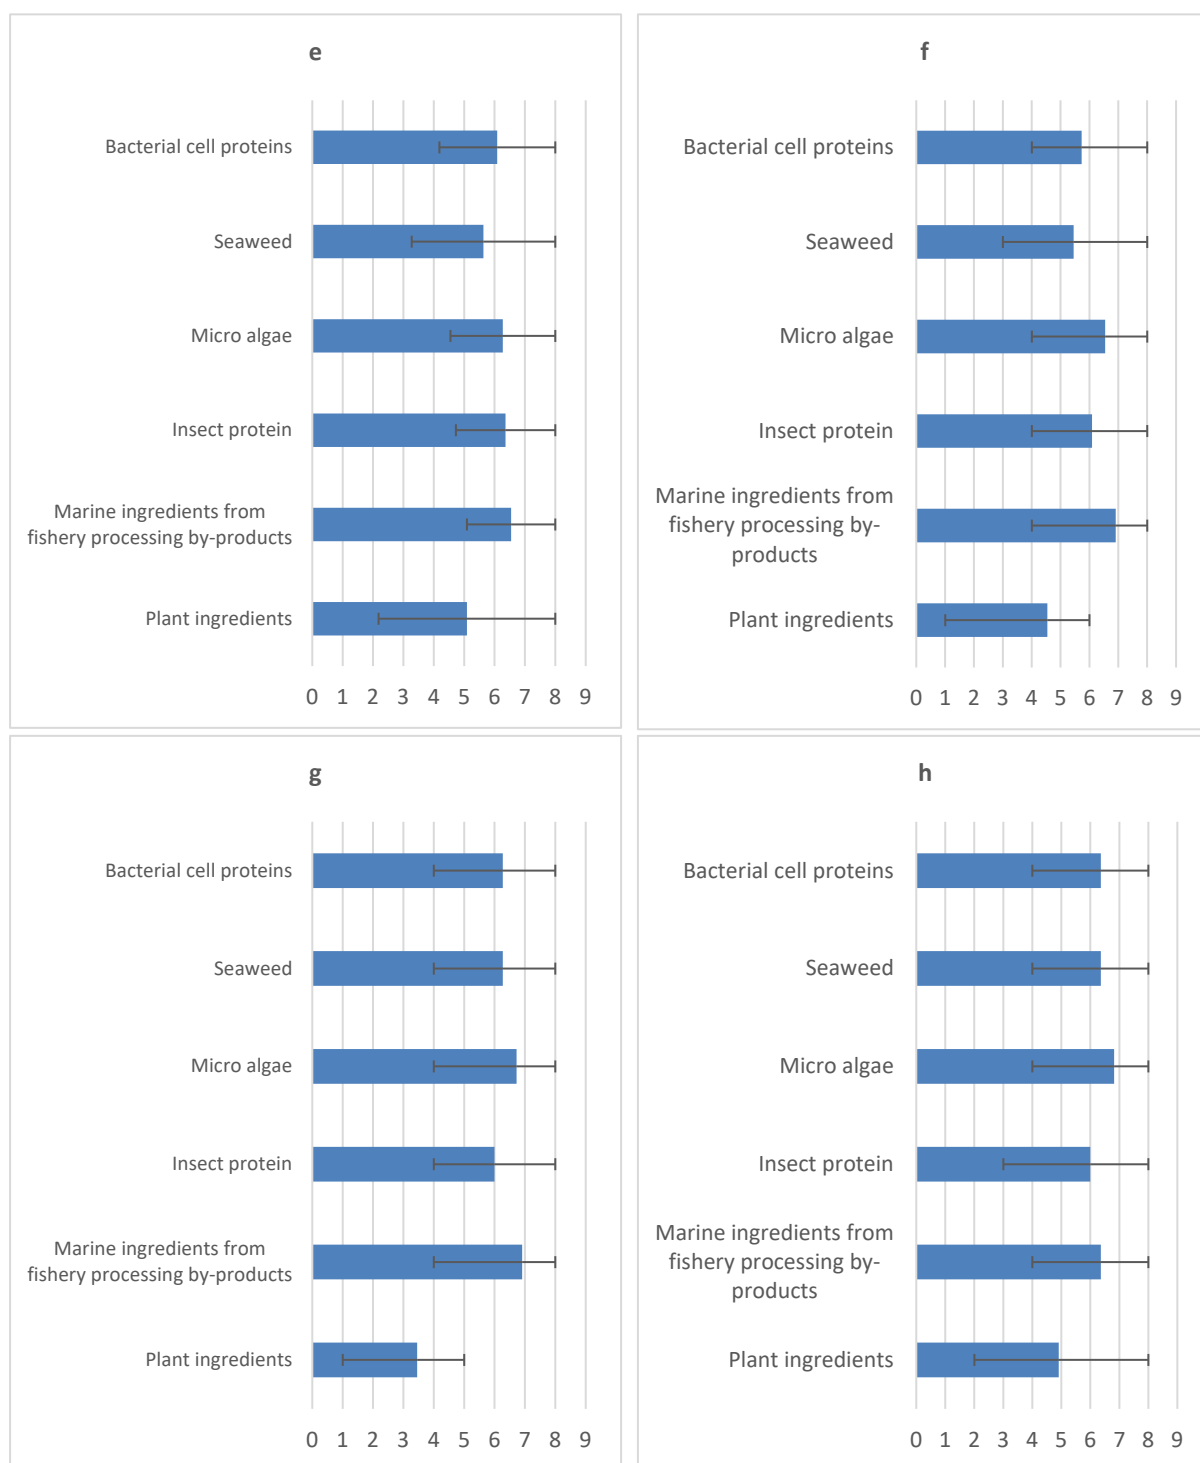 e
Bacterial cell proteins
Seaweed
Micro algae
Insect protein
Marine ingredients from
fishery processing by-products
Plant ingredients
0 1 2 3 4 5 6 7 8 9
f
Bacterial cell proteins
Seaweed
Micro algae
Insect protein
Marine ingredients from
fishery processing by-
products
Plant ingredients
0 1 2 3 4 5 6 7 8 9
g
Bacterial cell proteins
Seaweed
Micro algae
Insect protein
Marine ingredients from
fishery processing by-products
Plant ingredients
0 1 2 3 4 5 6 7 8 9
h
Bacterial cell proteins
Seaweed
Micro algae
Insect protein
Marine ingredients from
fishery processing by-
products
Plant ingredients
0 1 2 3 4 5 6 7 8 9